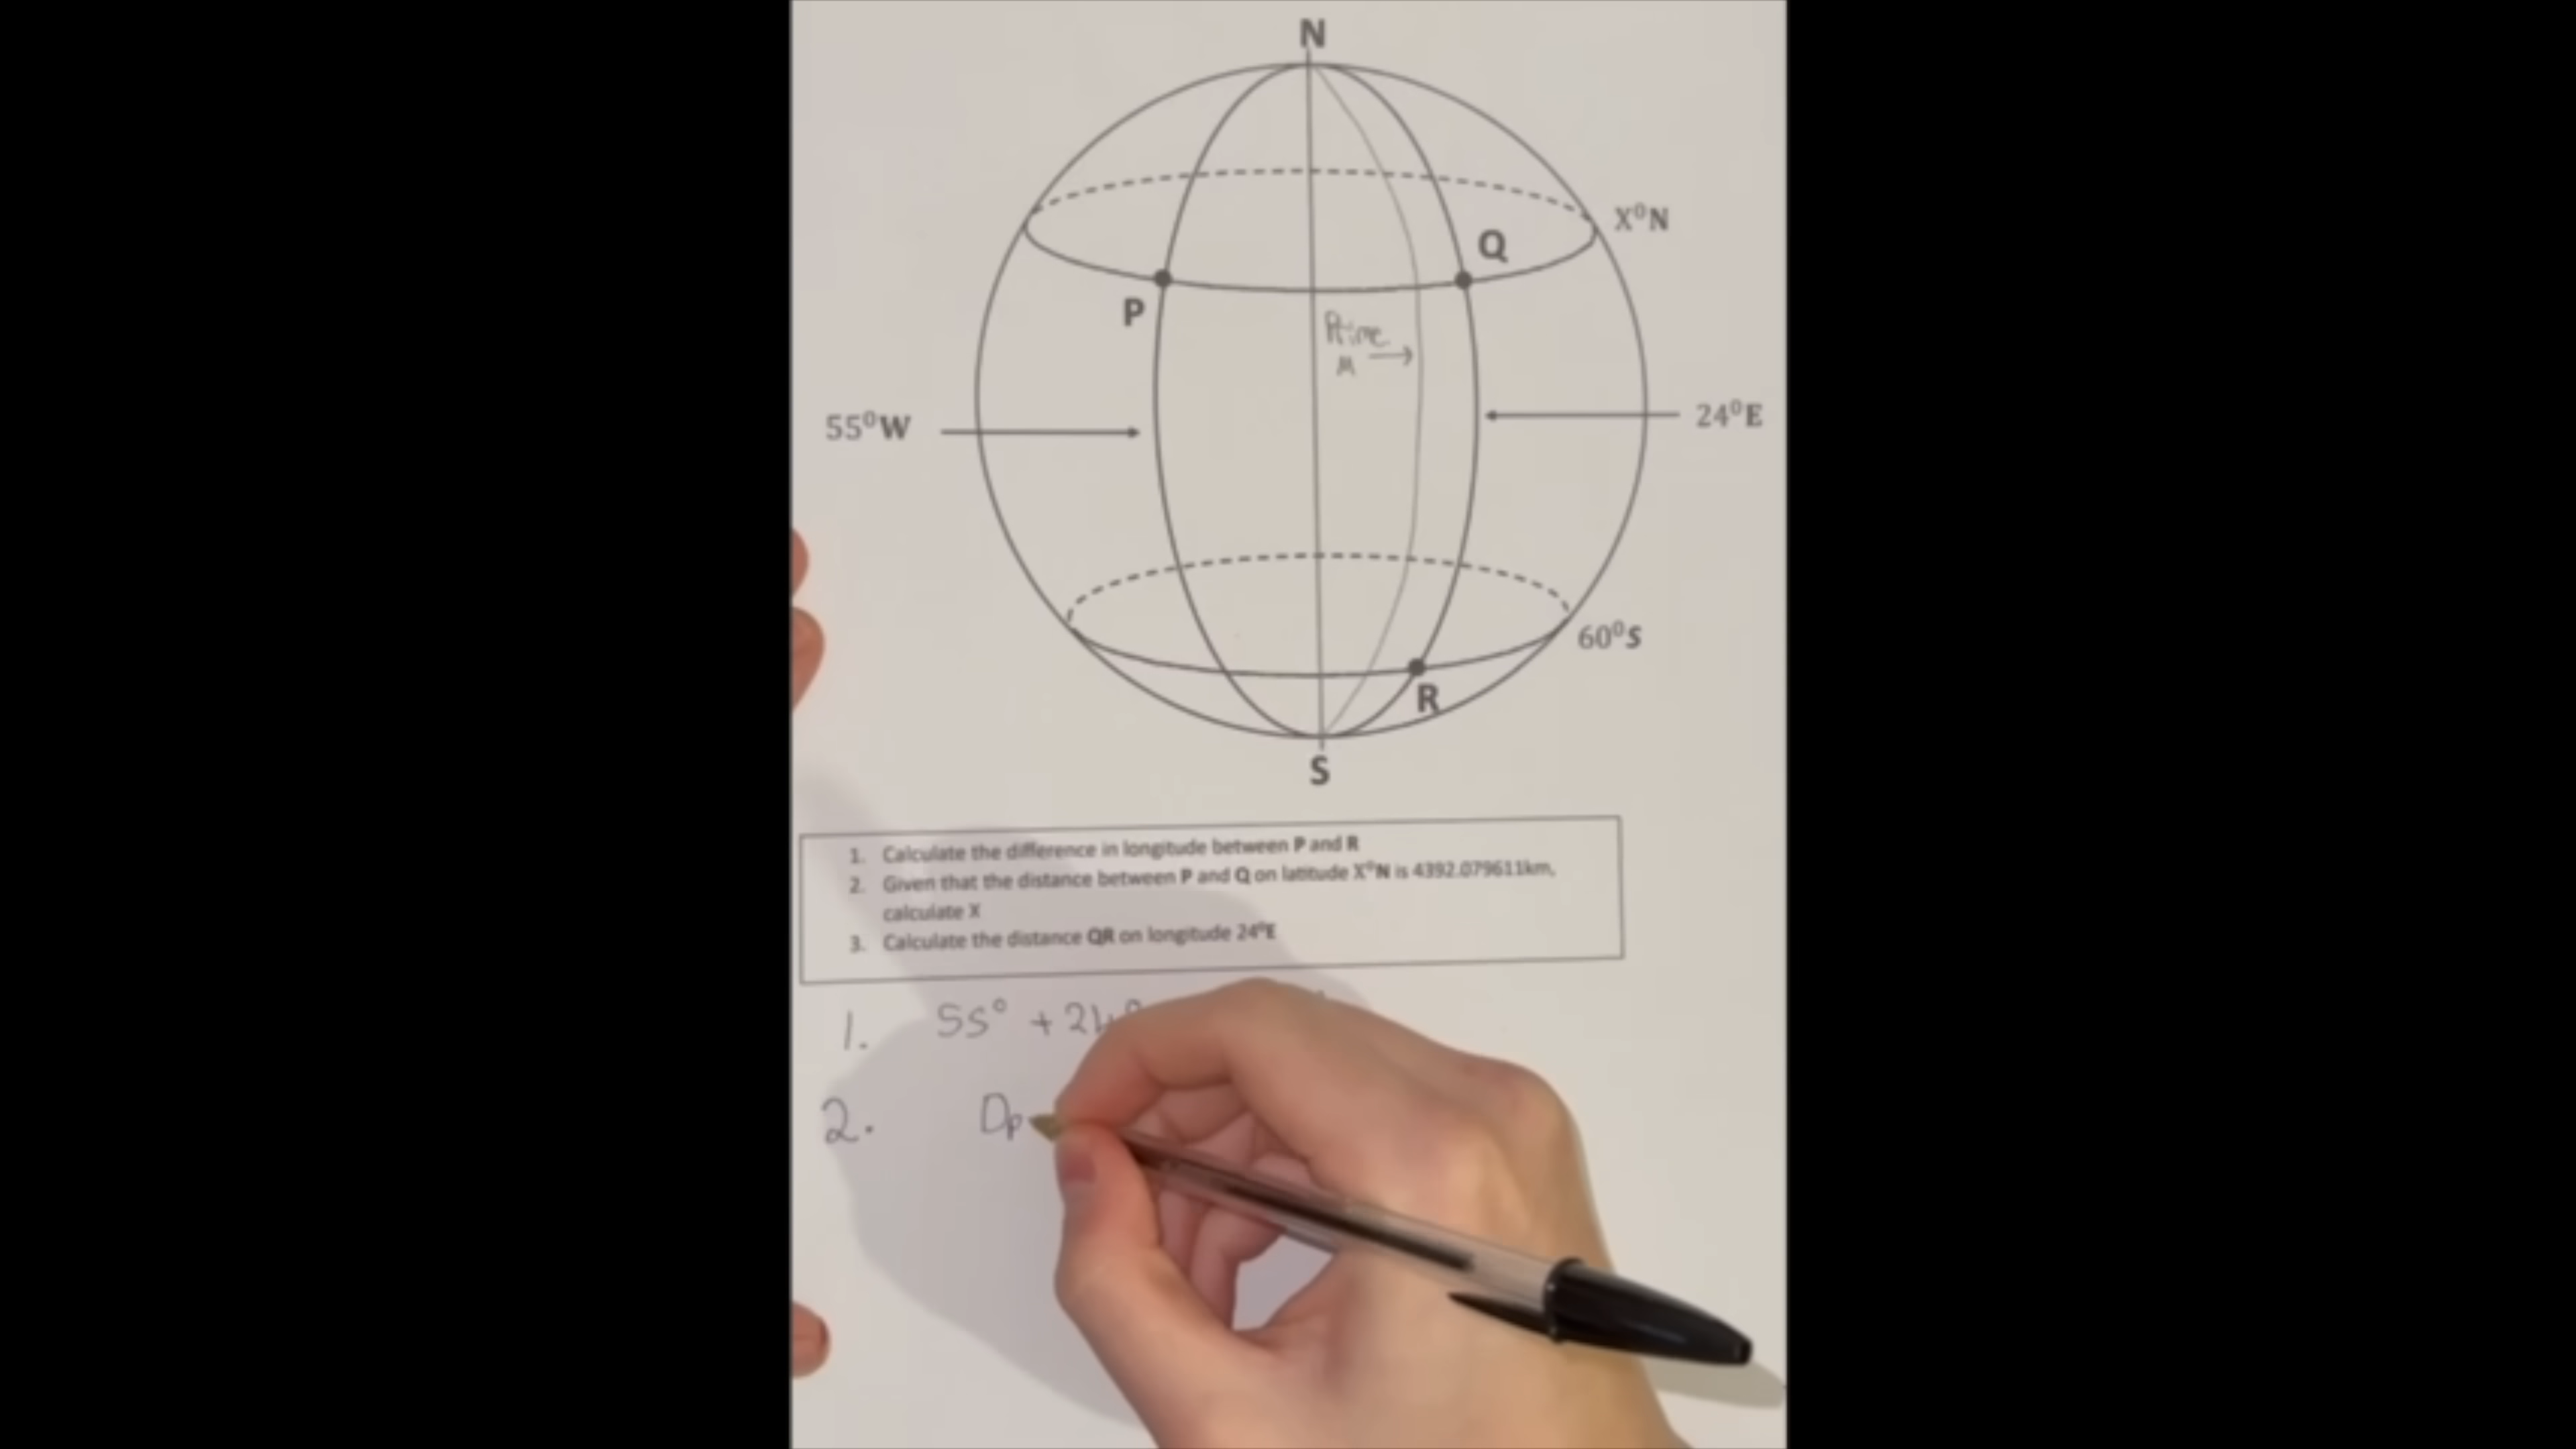 N
X⁰N
Q
P
Prime
M →
55⁰W
24⁰E
60⁰S
R
S
1. Calculate the difference in longitude between P and R
2. Given that the distance between P and Q on latitude X⁰N is 4392.079611km,
calculate X
3. Calculate the distance QR on longitude 24⁰E
1. 55° + 24°
2. Dp